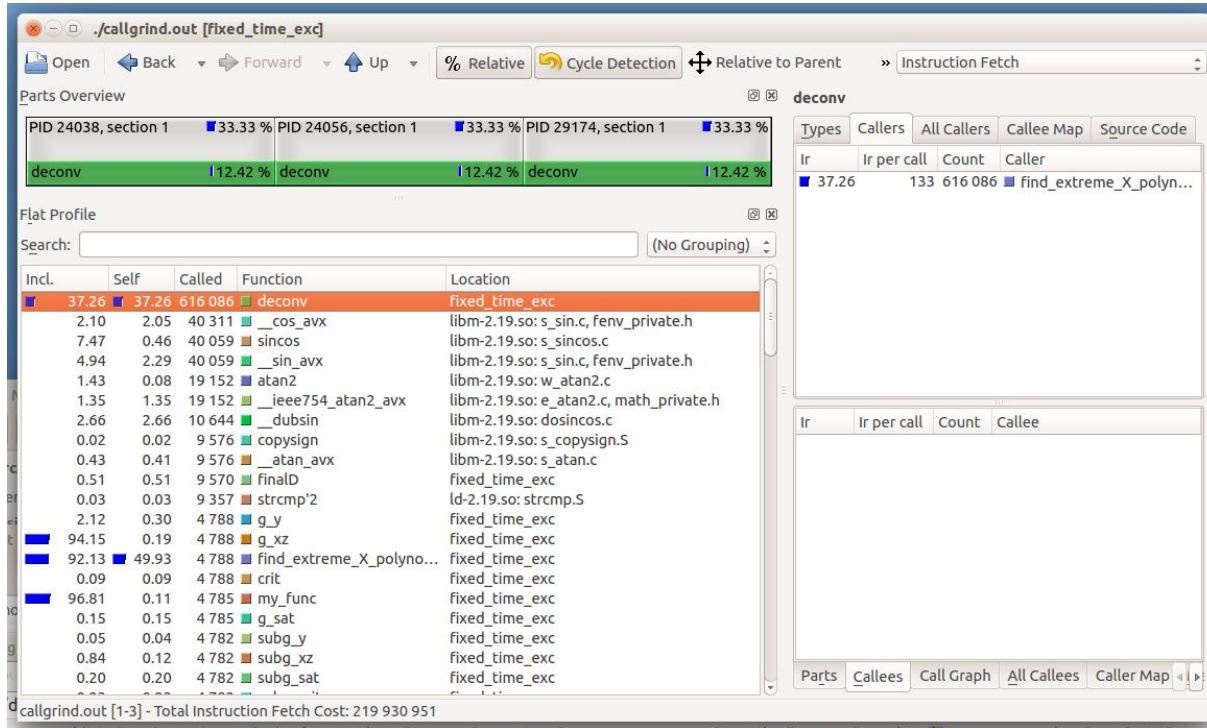 ./callgrind.out [fixed_time_exc]
Open Back Forward Up % Relative Cycle Detection Relative to Parent » Instruction Fetch
Parts Overview
PID 24038, section 1 33.33 % PID 24056, section 1 33.33 % PID 29174, section 1 33.33 %
deconv 12.42 % deconv 12.42 % deconv 12.42 %
Flat Profile
Search: (No Grouping)
Incl. Self Called Function Location
37.26 37.26 616 086 deconv fixed_time_exc
2.10 2.05 40 311 __cos_avx libm-2.19.so: s_sin.c, fenv_private.h
7.47 0.46 40 059 sincos libm-2.19.so: s_sincos.c
4.94 2.29 40 059 __sin_avx libm-2.19.so: s_sin.c, fenv_private.h
1.43 0.08 19 152 atan2 libm-2.19.so: w_atan2.c
1.35 1.35 19 152 __ieee754_atan2_avx libm-2.19.so: e_atan2.c, math_private.h
2.66 2.66 10 644 __dubsin libm-2.19.so: dosincos.c
0.02 0.02 9 576 copysign libm-2.19.so: s_copysign.S
0.43 0.41 9 576 __atan_avx libm-2.19.so: s_atan.c
0.51 0.51 9 570 finalD fixed_time_exc
0.03 0.03 9 357 strcmp'2 ld-2.19.so: strcmp.S
2.12 0.30 4 788 g_y fixed_time_exc
94.15 0.19 4 788 g_xz fixed_time_exc
92.13 49.93 4 788 find_extreme_X_polyno... fixed_time_exc
0.09 0.09 4 788 crit fixed_time_exc
96.81 0.11 4 785 my_func fixed_time_exc
0.15 0.15 4 785 g_sat fixed_time_exc
0.05 0.04 4 782 subg_y fixed_time_exc
0.84 0.12 4 782 subg_xz fixed_time_exc
0.20 0.20 4 782 subg_sat fixed_time_exc
deconv
Types Callers All Callers Callee Map Source Code
Ir Ir per call Count Caller
37.26 133 616 086 find_extreme_X_polyn...
Ir Ir per call Count Callee
Parts Callees Call Graph All Callees Caller Map
callgrind.out [1-3] - Total Instruction Fetch Cost: 219 930 951